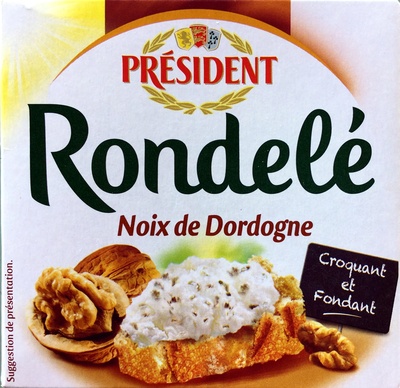 PRÉSIDENT
Rondelé
Noix de Dordogne
Croquant
et
Fondant
Suggestion de présentation.